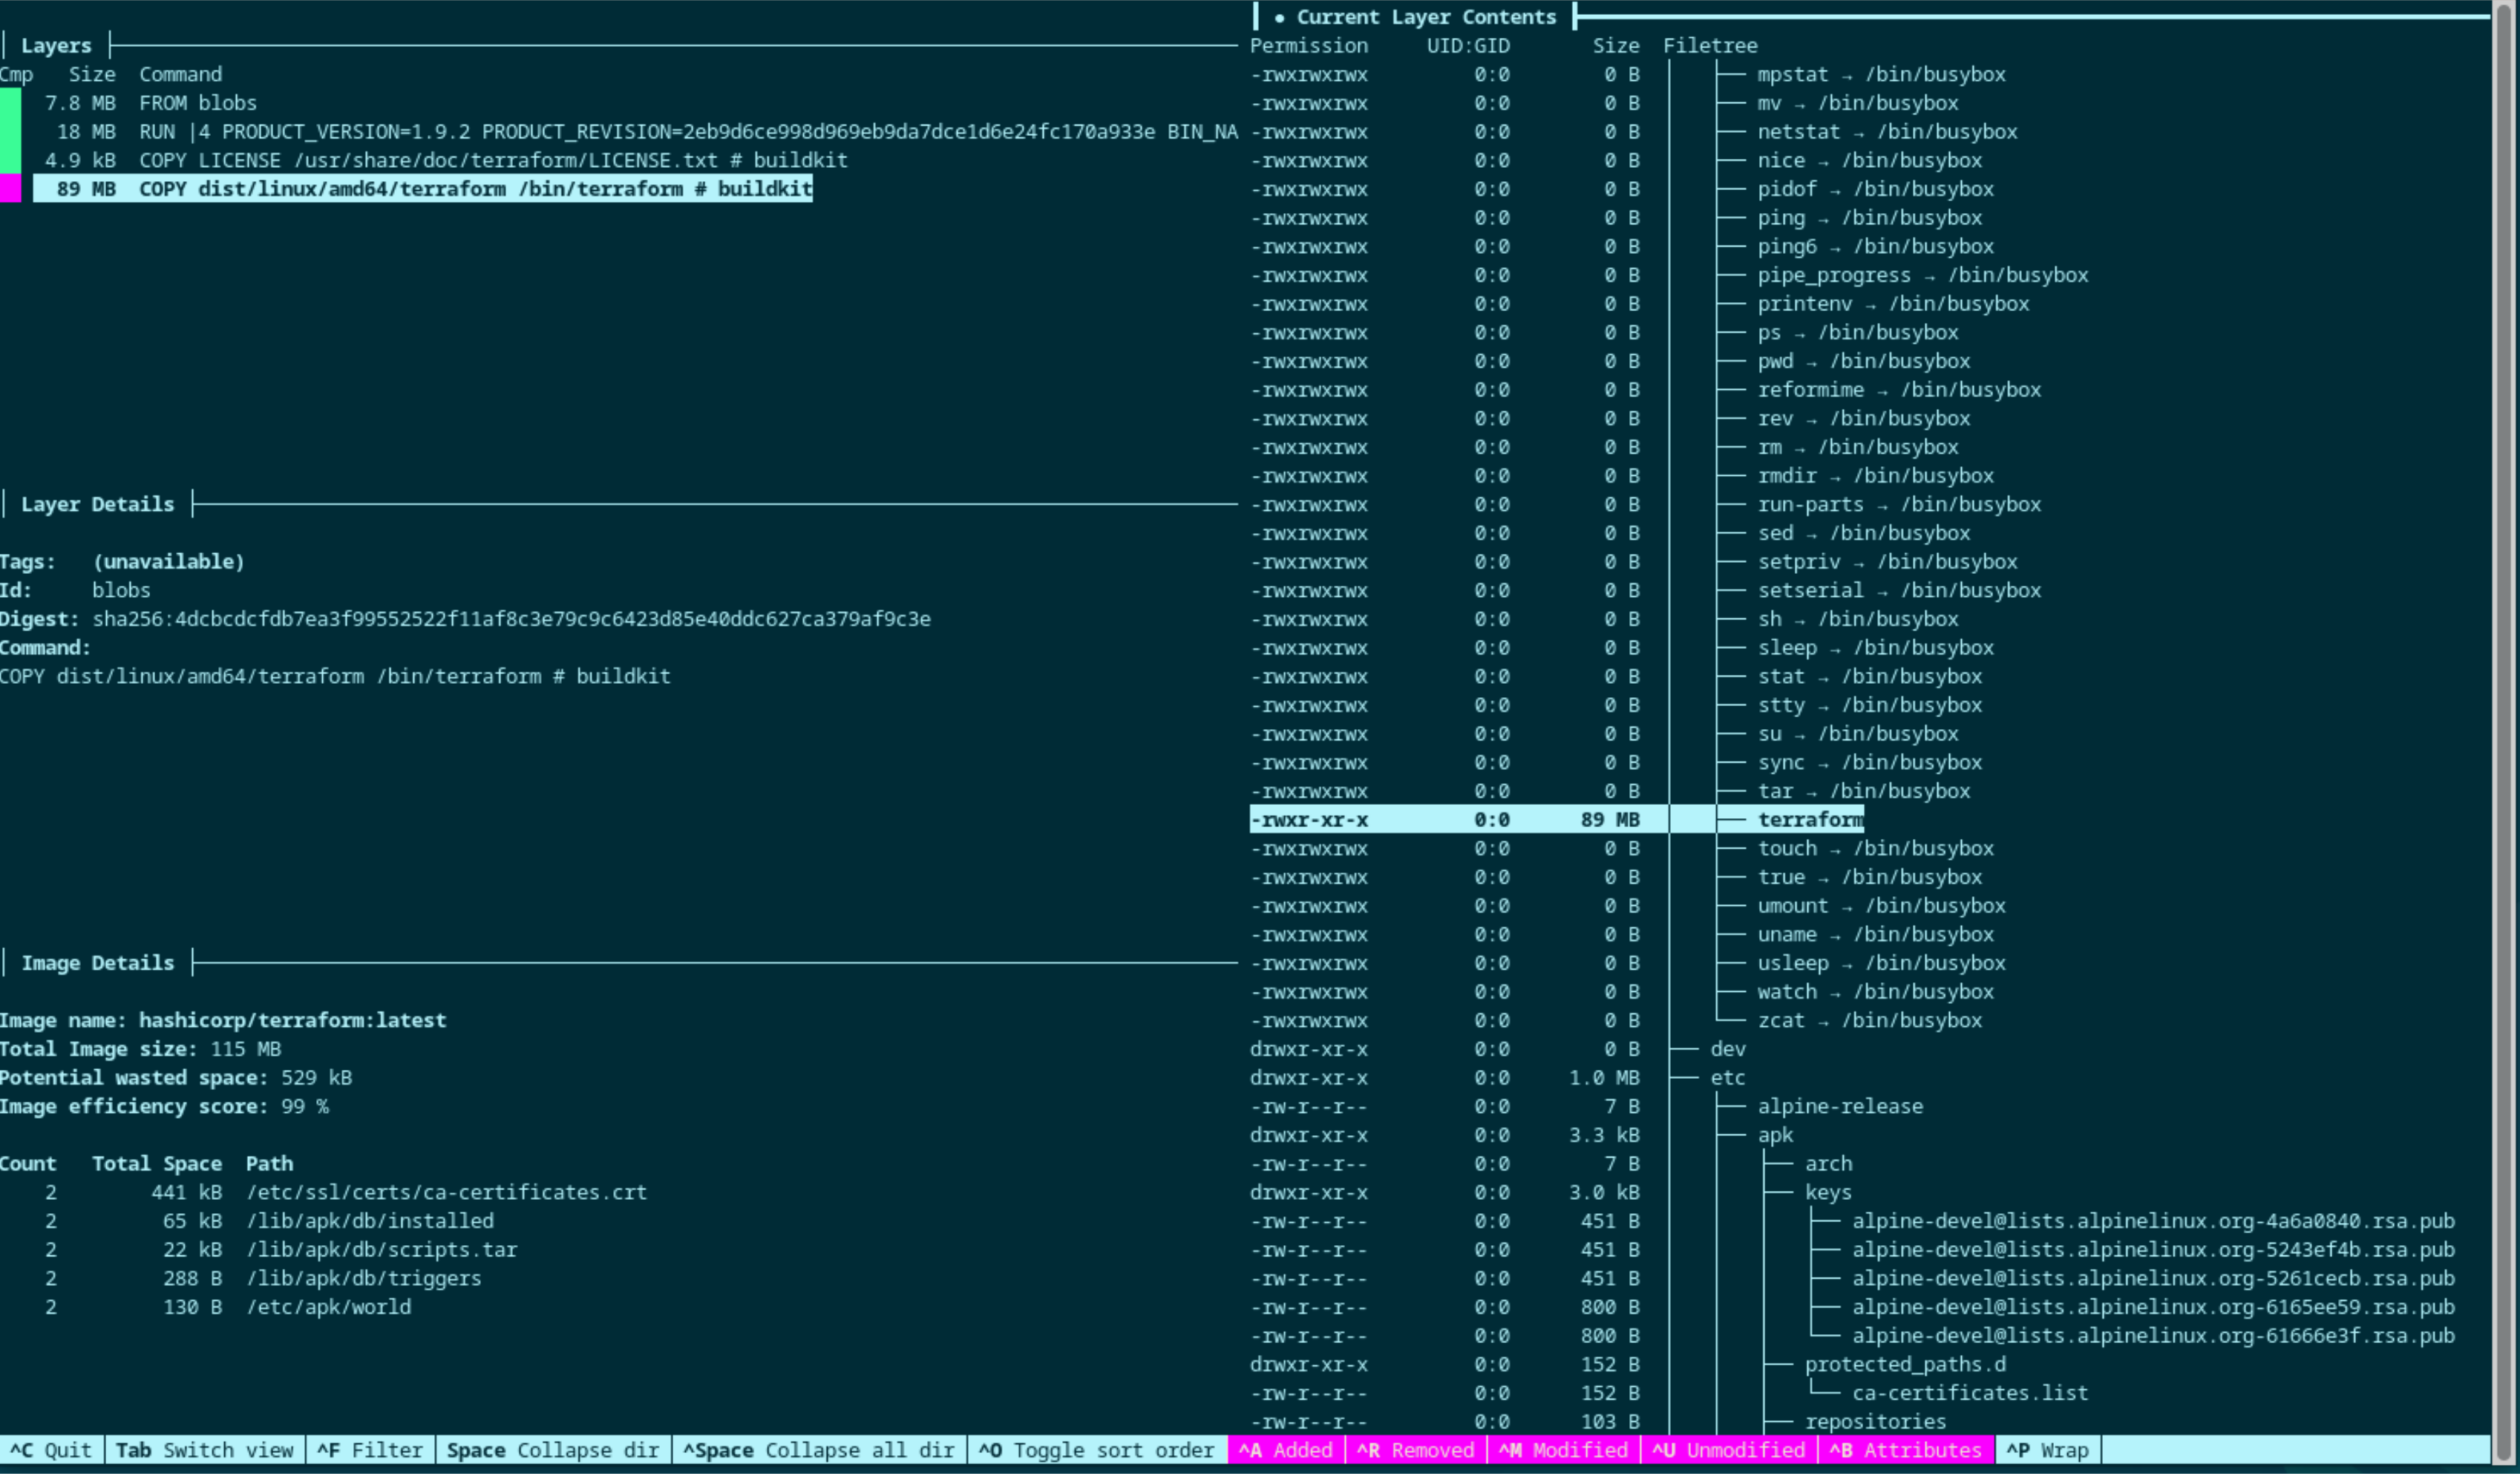 Layers
Cmp Size Command
7.8 MB FROM blobs
18 MB RUN |4 PRODUCT_VERSION=1.9.2 PRODUCT_REVISION=2eb9d6ce998d969eb9da7dce1d6e24fc170a933e BIN_NA
4.9 kB COPY LICENSE /usr/share/doc/terraform/LICENSE.txt # buildkit
89 MB COPY dist/linux/amd64/terraform /bin/terraform # buildkit
Layer Details
Tags: (unavailable)
Id: blobs
Digest: sha256:4dcbcdcfdb7ea3f99552522f11af8c3e79c9c6423d85e40ddc627ca379af9c3e
Command:
COPY dist/linux/amd64/terraform /bin/terraform # buildkit
Image Details
Image name: hashicorp/terraform:latest
Total Image size: 115 MB
Potential wasted space: 529 kB
Image efficiency score: 99 %
Count Total Space Path
2 441 kB /etc/ssl/certs/ca-certificates.crt
2 65 kB /lib/apk/db/installed
2 22 kB /lib/apk/db/scripts.tar
2 288 B /lib/apk/db/triggers
2 130 B /etc/apk/world
● Current Layer Contents
Permission UID:GID Size Filetree
-rwxrwxrwx 0:0 0 B mpstat → /bin/busybox
-rwxrwxrwx 0:0 0 B mv → /bin/busybox
-rwxrwxrwx 0:0 0 B netstat → /bin/busybox
-rwxrwxrwx 0:0 0 B nice → /bin/busybox
-rwxrwxrwx 0:0 0 B pidof → /bin/busybox
-rwxrwxrwx 0:0 0 B ping → /bin/busybox
-rwxrwxrwx 0:0 0 B ping6 → /bin/busybox
-rwxrwxrwx 0:0 0 B pipe_progress → /bin/busybox
-rwxrwxrwx 0:0 0 B printenv → /bin/busybox
-rwxrwxrwx 0:0 0 B ps → /bin/busybox
-rwxrwxrwx 0:0 0 B pwd → /bin/busybox
-rwxrwxrwx 0:0 0 B reformime → /bin/busybox
-rwxrwxrwx 0:0 0 B rev → /bin/busybox
-rwxrwxrwx 0:0 0 B rm → /bin/busybox
-rwxrwxrwx 0:0 0 B rmdir → /bin/busybox
-rwxrwxrwx 0:0 0 B run-parts → /bin/busybox
-rwxrwxrwx 0:0 0 B sed → /bin/busybox
-rwxrwxrwx 0:0 0 B setpriv → /bin/busybox
-rwxrwxrwx 0:0 0 B setserial → /bin/busybox
-rwxrwxrwx 0:0 0 B sh → /bin/busybox
-rwxrwxrwx 0:0 0 B sleep → /bin/busybox
-rwxrwxrwx 0:0 0 B stat → /bin/busybox
-rwxrwxrwx 0:0 0 B stty → /bin/busybox
-rwxrwxrwx 0:0 0 B su → /bin/busybox
-rwxrwxrwx 0:0 0 B sync → /bin/busybox
-rwxrwxrwx 0:0 0 B tar → /bin/busybox
-rwxr-xr-x 0:0 89 MB terraform
-rwxrwxrwx 0:0 0 B touch → /bin/busybox
-rwxrwxrwx 0:0 0 B true → /bin/busybox
-rwxrwxrwx 0:0 0 B umount → /bin/busybox
-rwxrwxrwx 0:0 0 B uname → /bin/busybox
-rwxrwxrwx 0:0 0 B usleep → /bin/busybox
-rwxrwxrwx 0:0 0 B watch → /bin/busybox
-rwxrwxrwx 0:0 0 B zcat → /bin/busybox
drwxr-xr-x 0:0 0 B dev
drwxr-xr-x 0:0 1.0 MB etc
-rw-r--r-- 0:0 7 B alpine-release
drwxr-xr-x 0:0 3.3 kB apk
-rw-r--r-- 0:0 7 B arch
drwxr-xr-x 0:0 3.0 kB keys
-rw-r--r-- 0:0 451 B alpine-devel@lists.alpinelinux.org-4a6a0840.rsa.pub
-rw-r--r-- 0:0 451 B alpine-devel@lists.alpinelinux.org-5243ef4b.rsa.pub
-rw-r--r-- 0:0 451 B alpine-devel@lists.alpinelinux.org-5261cecb.rsa.pub
-rw-r--r-- 0:0 800 B alpine-devel@lists.alpinelinux.org-6165ee59.rsa.pub
-rw-r--r-- 0:0 800 B alpine-devel@lists.alpinelinux.org-61666e3f.rsa.pub
drwxr-xr-x 0:0 152 B protected_paths.d
-rw-r--r-- 0:0 152 B ca-certificates.list
-rw-r--r-- 0:0 103 B repositories
^C Quit Tab Switch view ^F Filter Space Collapse dir ^Space Collapse all dir ^O Toggle sort order ^A Added ^R Removed ^M Modified ^U Unmodified ^B Attributes ^P Wrap